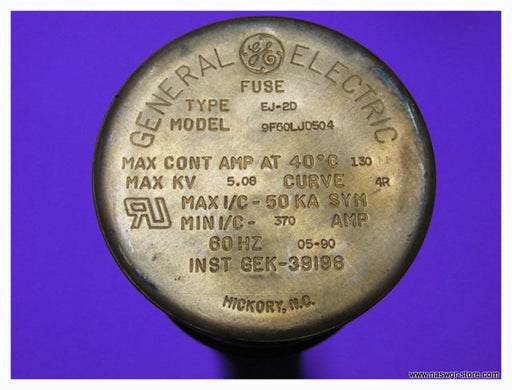 GENERAL GE ELECTRIC
FUSE
TYPE EJ-2D
MODEL 9F60LJD504
MAX CONT AMP AT 40°C 130
MAX KV 5.08 CURVE 4R
MAX I/C - 50 KA SYM
MIN I/C - 370 AMP
60 HZ 05-90
INST GEK-39196
HICKORY, N.C.
www.naswgr-store.com